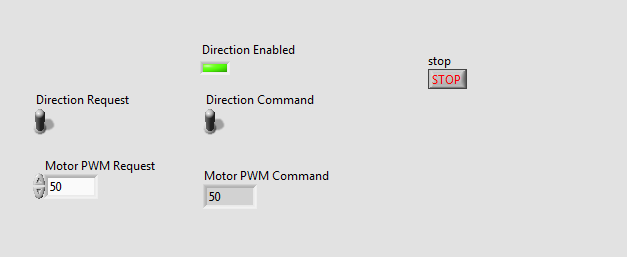 Direction Enabled
stop
STOP
Direction Request
Direction Command
Motor PWM Request
50
Motor PWM Command
50